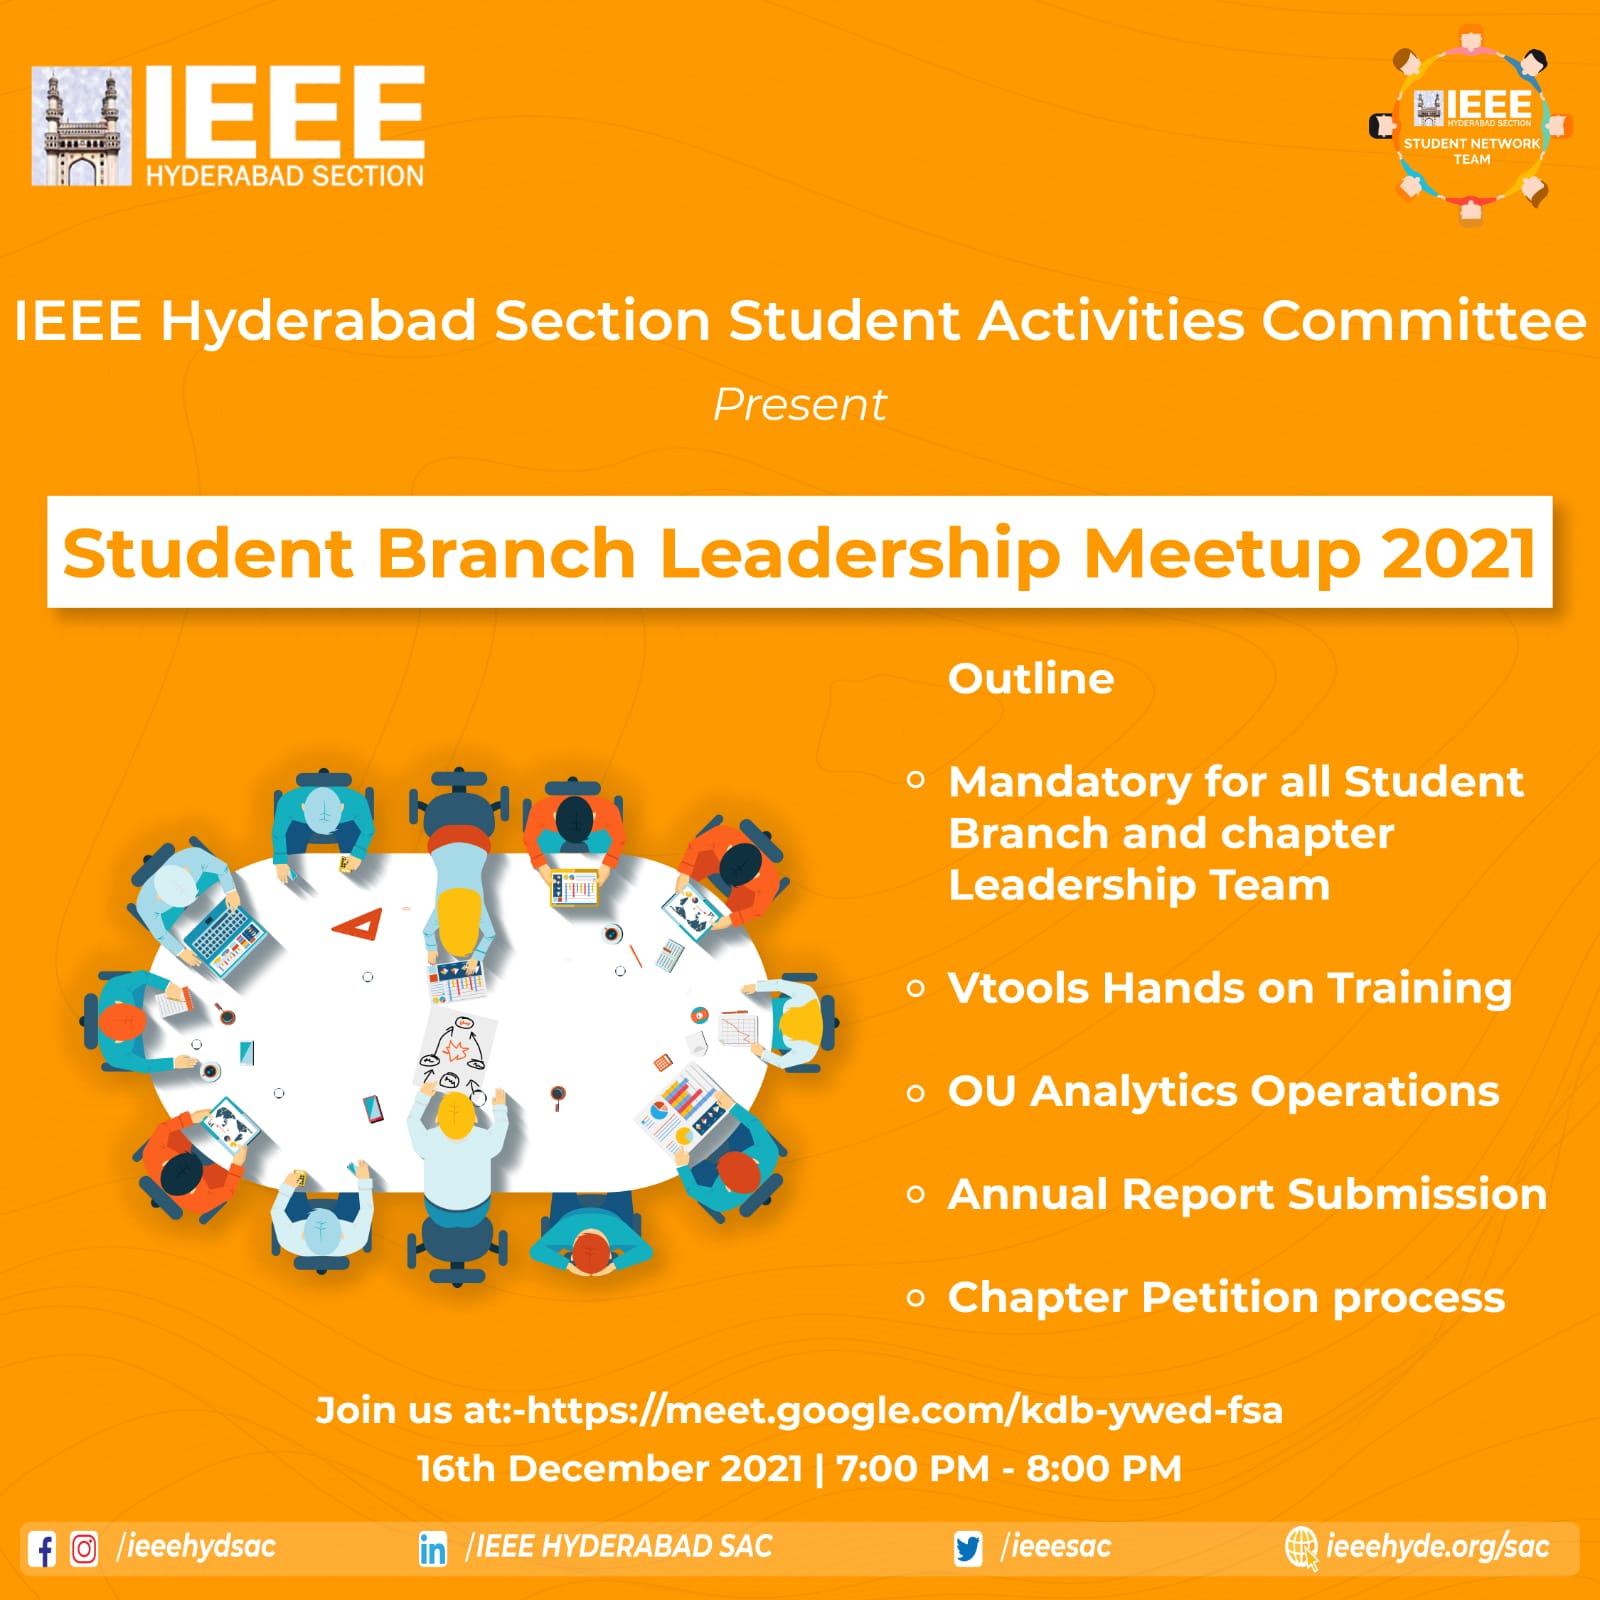 IEEE
HYDERABAD SECTION
IEEE
HYDERABAD SECTION
STUDENT NETWORK
TEAM
IEEE Hyderabad Section Student Activities Committee
Present
Student Branch Leadership Meetup 2021
Outline
Mandatory for all Student
Branch and chapter
Leadership Team
Vtools Hands on Training
OU Analytics Operations
Annual Report Submission
Chapter Petition process
Join us at:-https://meet.google.com/kdb-ywed-fsa
16th December 2021 | 7:00 PM - 8:00 PM
/ieeehydsac
/IEEE HYDERABAD SAC
/ieeesac
ieeehyde.org/sac